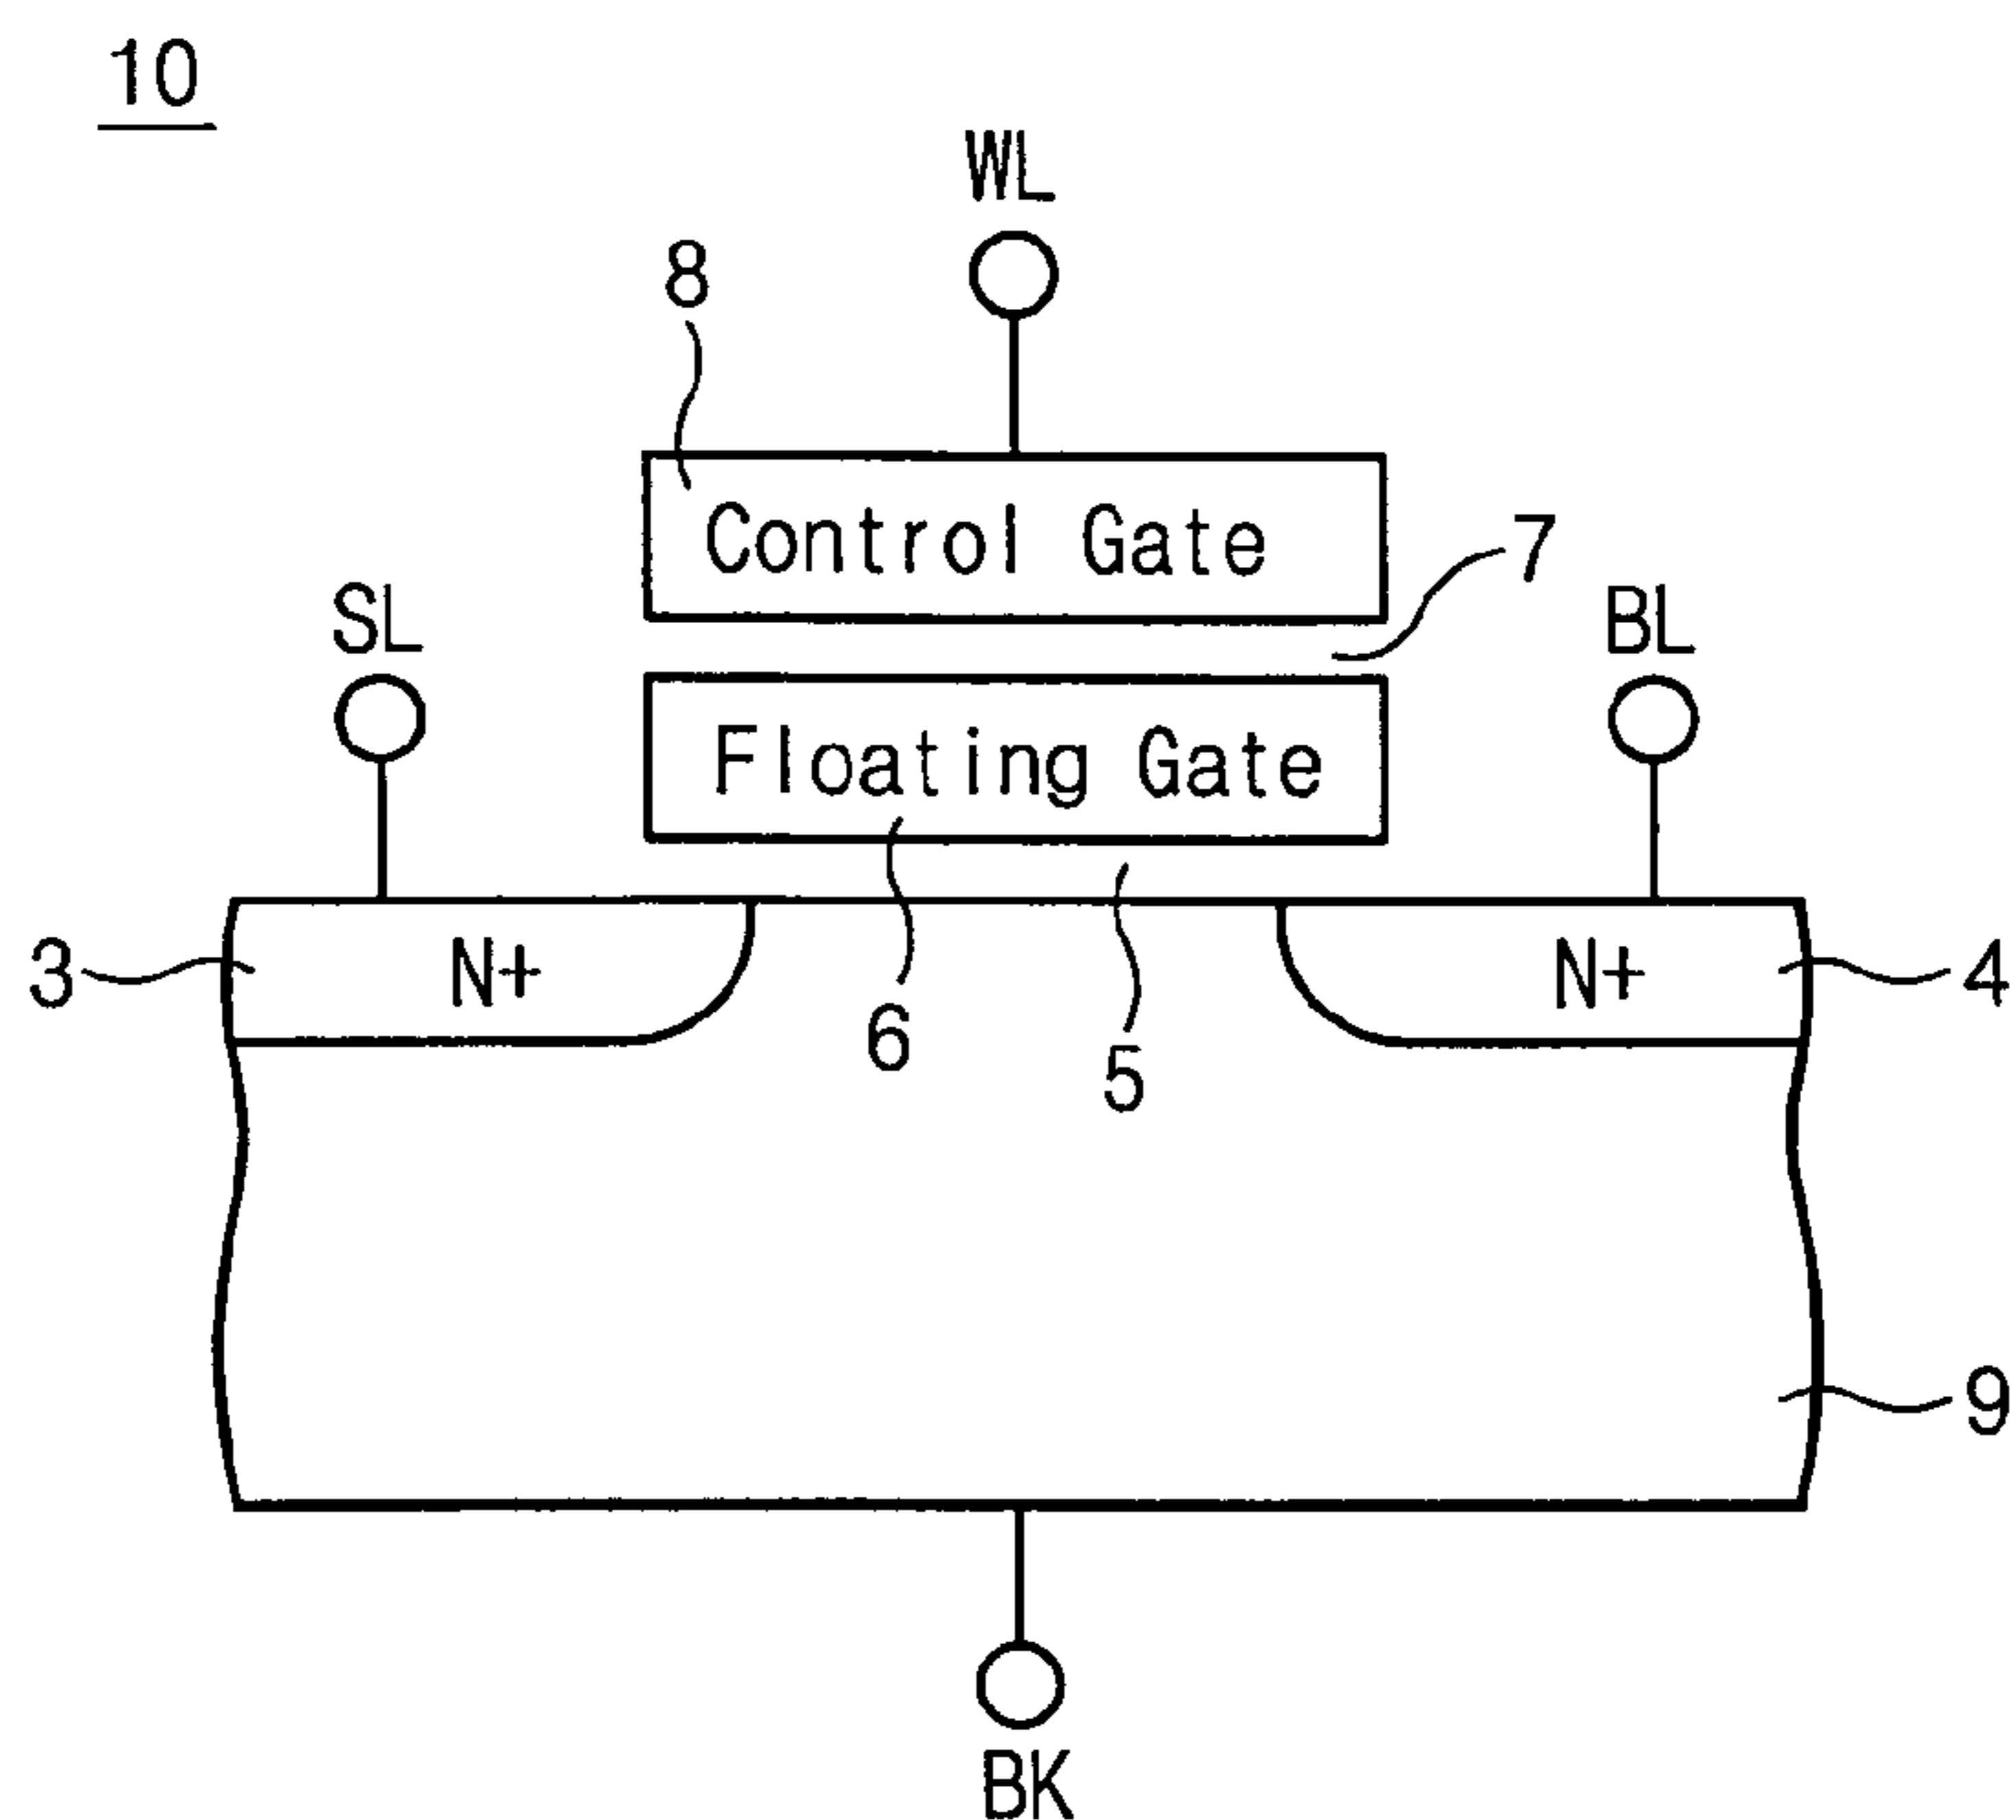 10
WL
8
Control Gate
7
SL
BL
Floating Gate
3
N+
N+
4
6
5
9
BK